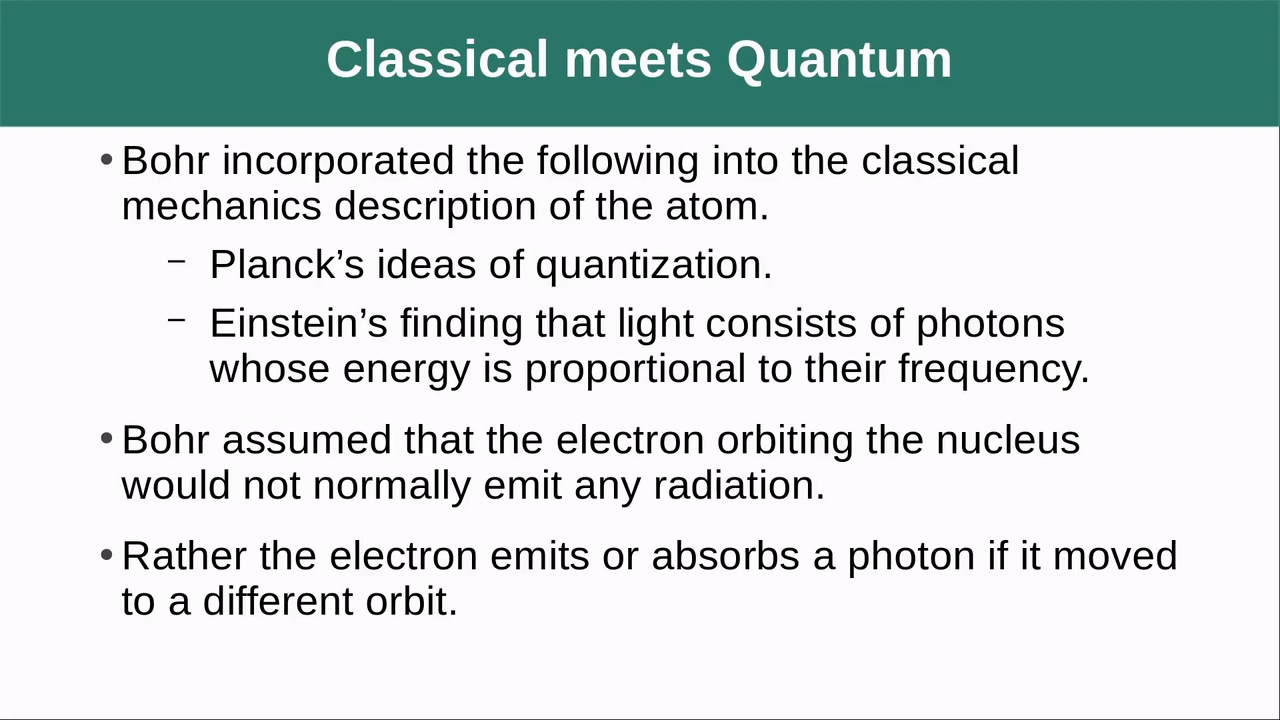 Classical meets Quantum
• Bohr incorporated the following into the classical
mechanics description of the atom.
– Planck’s ideas of quantization.
– Einstein’s finding that light consists of photons
whose energy is proportional to their frequency.
• Bohr assumed that the electron orbiting the nucleus
would not normally emit any radiation.
• Rather the electron emits or absorbs a photon if it moved
to a different orbit.